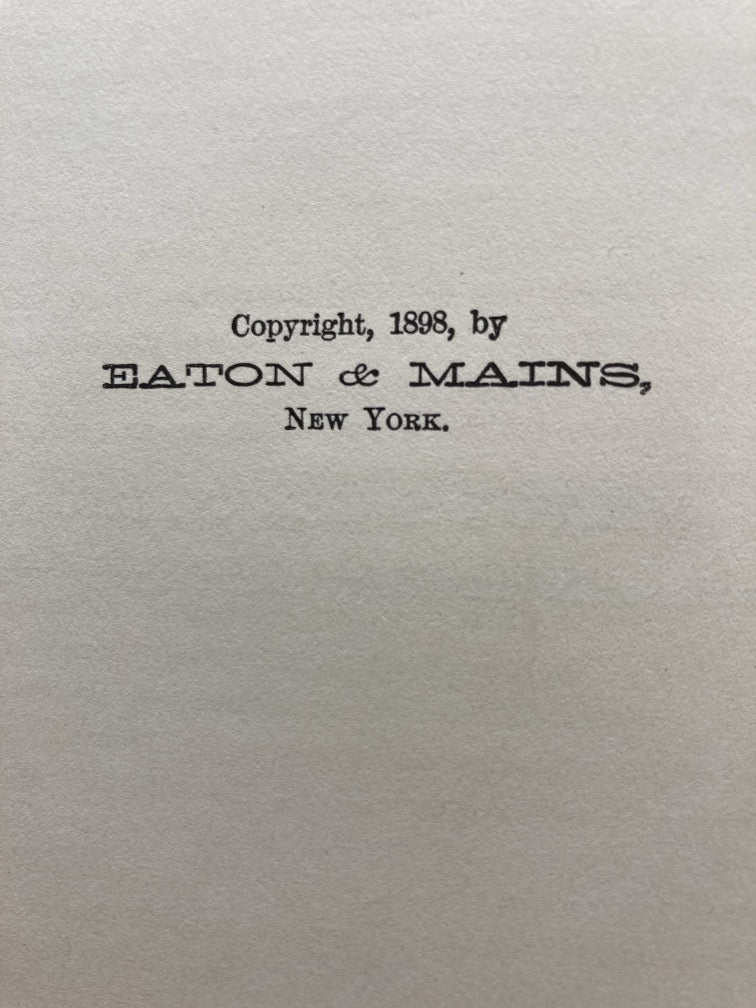 Copyright, 1898, by
EATON & MAINS,
NEW YORK.